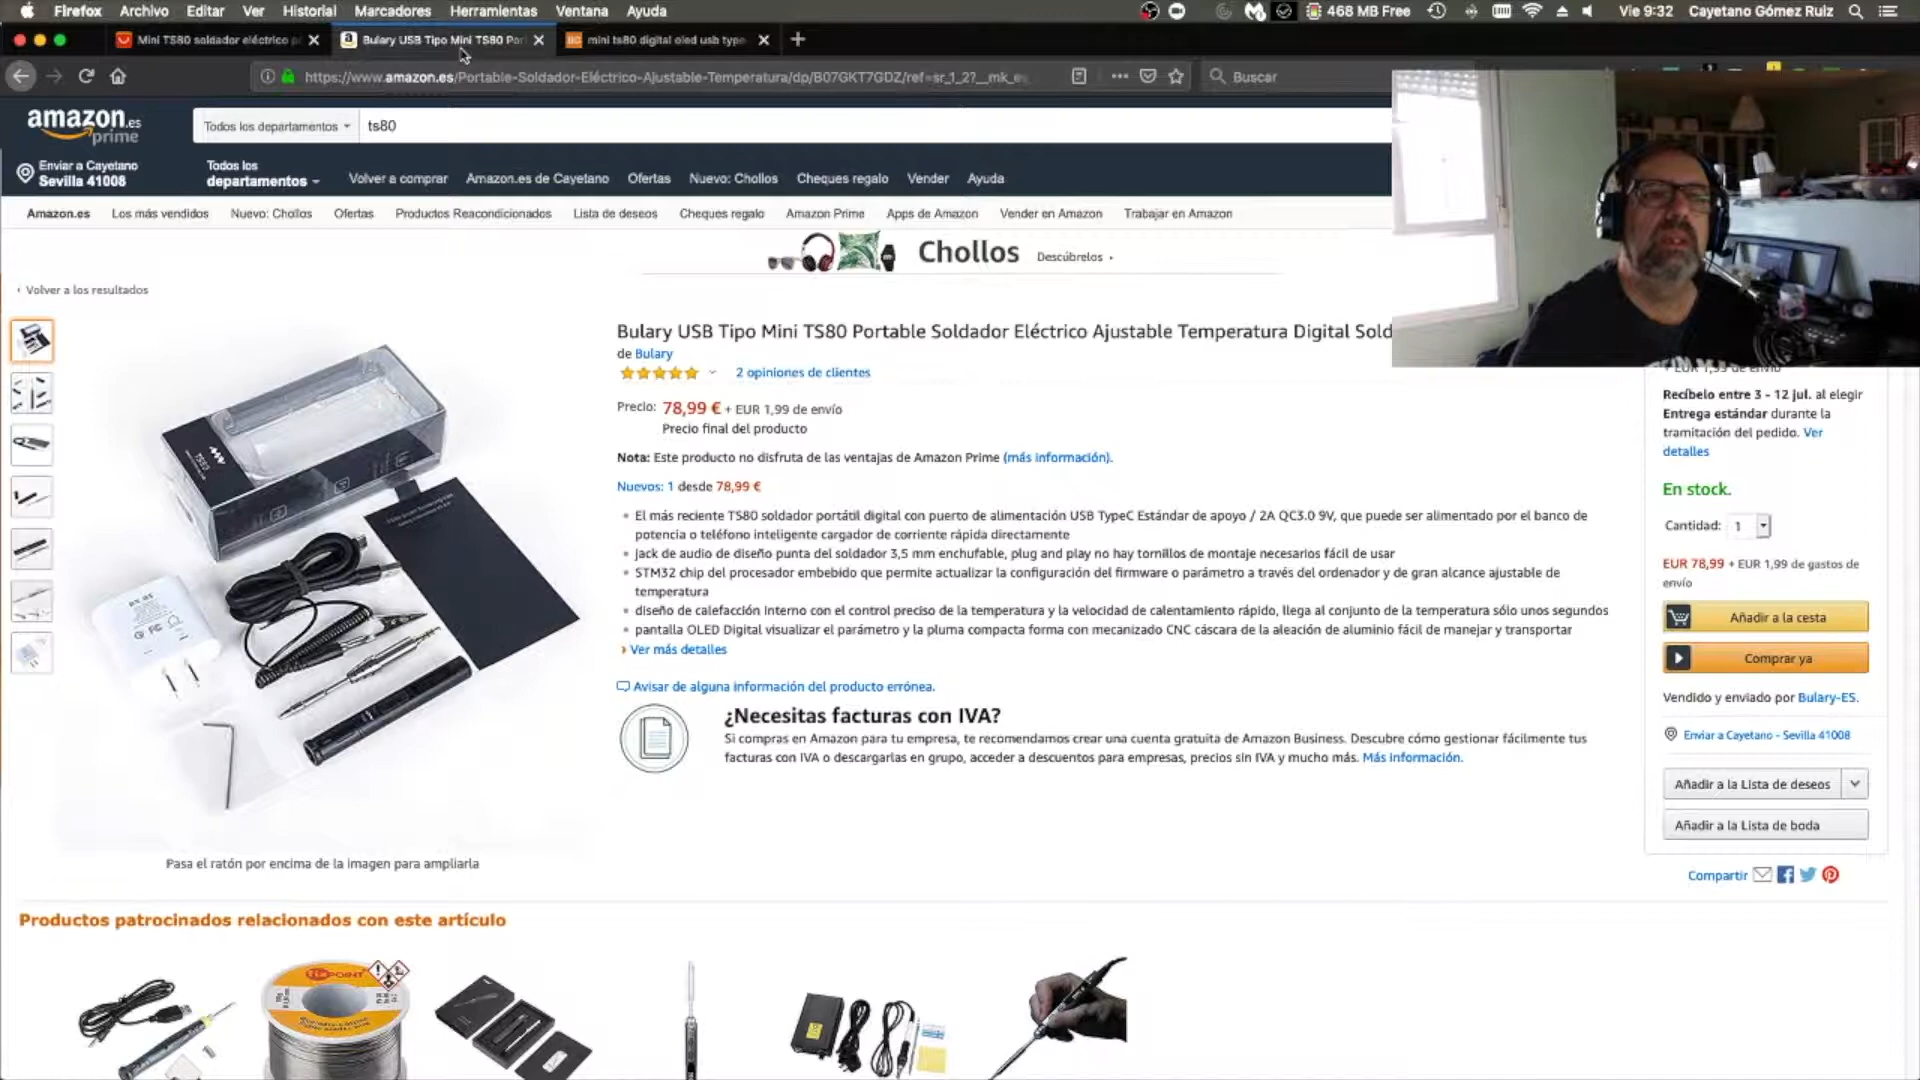 Firefox Archivo Editar Ver Historial Marcadores Herramientas Ventana Ayuda 468 MB Free Vie 9:32 Cayetano Gómez Ruiz
Mini TS80 soldador eléctrico p Bulary USB Tipo Mini TS80 Por mini ts80 digital oled usb type
https://www.amazon.es/Portable-Soldador-Eléctrico-Ajustable-Temperatura/dp/B07GKT7GDZ/ref=sr_1_2?__mk_es Buscar
amazon.es
prime
Todos los departamentos ts80
Enviar a Cayetano
Sevilla 41008
Todos los
departamentos
Volver a comprar Amazon.es de Cayetano Ofertas Nuevo: Chollos Cheques regalo Vender Ayuda
Amazon.es Los más vendidos Nuevo: Chollos Ofertas Productos Reacondicionados Lista de deseos Cheques regalo Amazon Prime Apps de Amazon Vender en Amazon Trabajar en Amazon
Chollos Descúbrelos
‹ Volver a los resultados
Bulary USB Tipo Mini TS80 Portable Soldador Eléctrico Ajustable Temperatura Digital Sold
de Bulary
2 opiniones de clientes
Precio: 78,99 € + EUR 1,99 de envío
Precio final del producto
Nota: Este producto no disfruta de las ventajas de Amazon Prime (más información).
Nuevos: 1 desde 78,99 €
El más reciente TS80 soldador portátil digital con puerto de alimentación USB TypeC Estándar de apoyo / 2A QC3.0 9V, que puede ser alimentado por el banco de
potencia o teléfono inteligente cargador de corriente rápida directamente
jack de audio de diseño punta del soldador 3,5 mm enchufable, plug and play no hay tornillos de montaje necesarios fácil de usar
STM32 chip del procesador embebido que permite actualizar la configuración del firmware o parámetro a través del ordenador y de gran alcance ajustable de
temperatura
diseño de calefacción interno con el control preciso de la temperatura y la velocidad de calentamiento rápido, llega al conjunto de la temperatura sólo unos segundos
pantalla OLED Digital visualizar el parámetro y la pluma compacta forma con mecanizado CNC cáscara de la aleación de aluminio fácil de manejar y transportar
Ver más detalles
Avisar de alguna información del producto errónea.
¿Necesitas facturas con IVA?
Si compras en Amazon para tu empresa, te recomendamos crear una cuenta gratuita de Amazon Business. Descubre cómo gestionar fácilmente tus
facturas con IVA o descargarlas en grupo, acceder a descuentos para empresas, precios sin IVA y mucho más. Más información.
+ EUR 1,99 de envío
Recíbelo entre 3 - 12 jul. al elegir
Entrega estándar durante la
tramitación del pedido. Ver
detalles
En stock.
Cantidad: 1
EUR 78,99 + EUR 1,99 de gastos de
envío
Añadir a la cesta
Comprar ya
Vendido y enviado por Bulary-ES.
Enviar a Cayetano - Sevilla 41008
Añadir a la Lista de deseos
Añadir a la Lista de boda
Compartir
TS80
Pasa el ratón por encima de la imagen para ampliarla
Productos patrocinados relacionados con este artículo